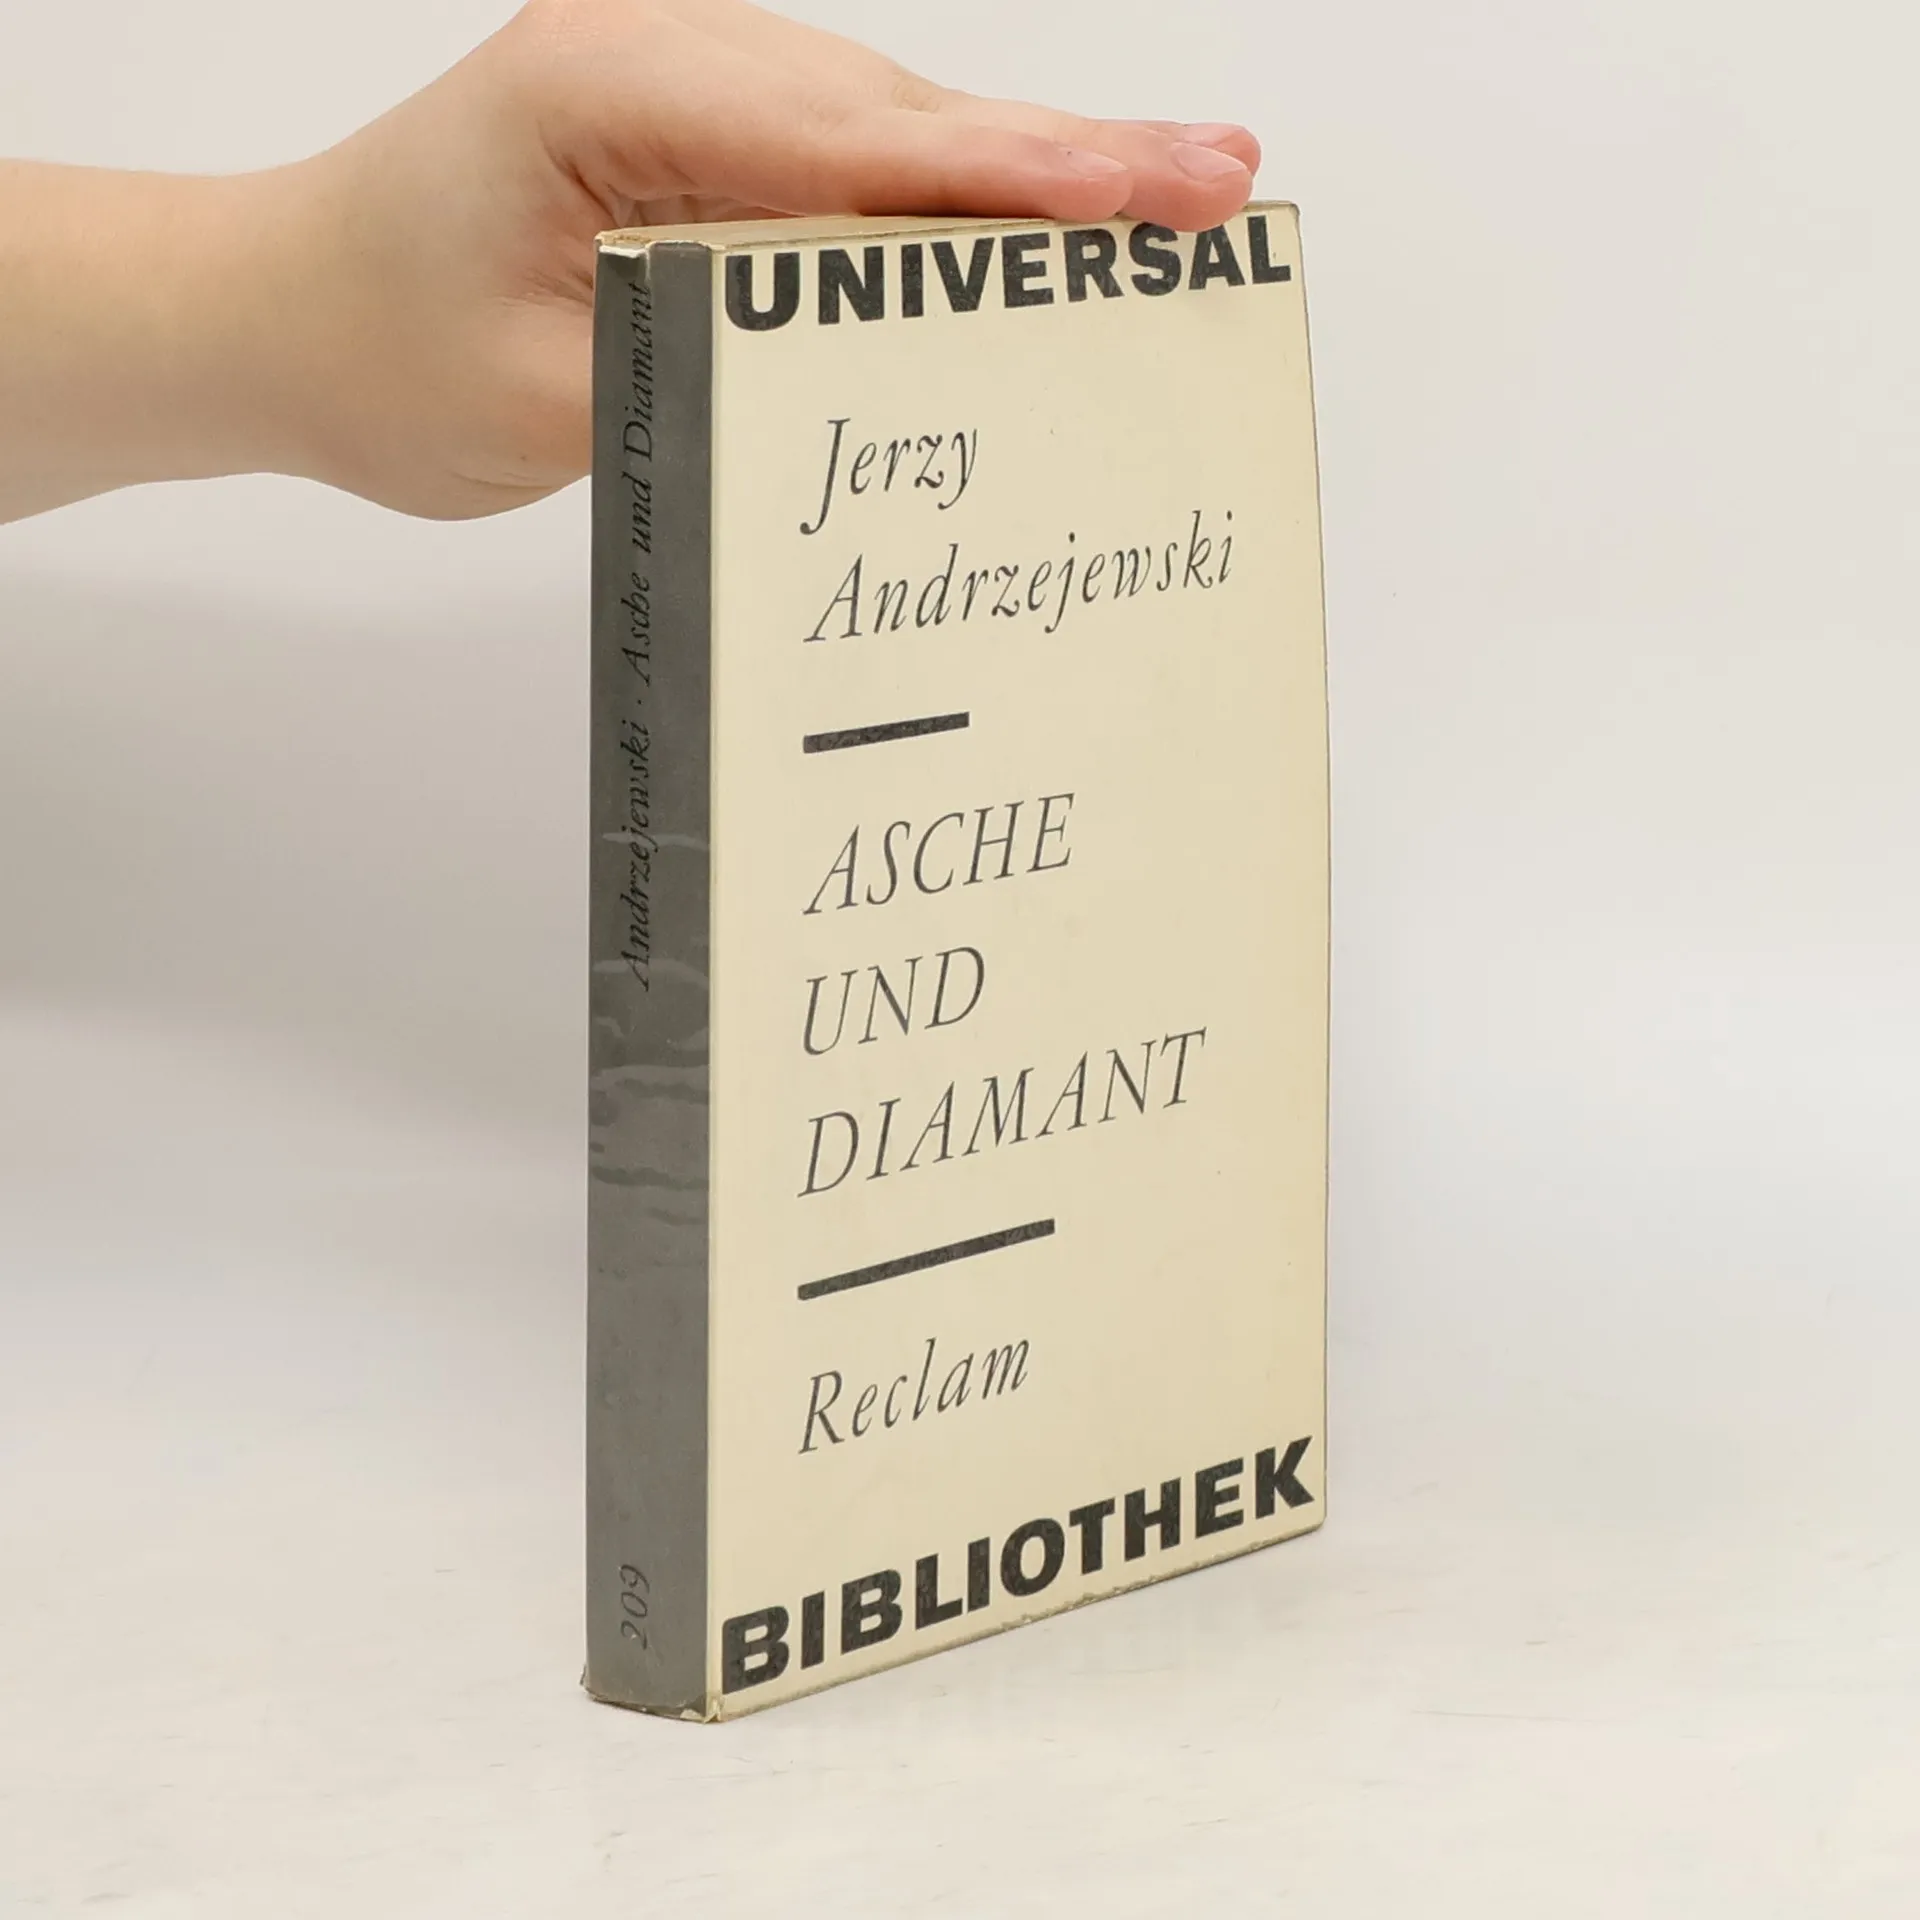 UNIVERSAL
Jerzy
Andrzejewski
ASCHE
UND
DIAMANT
Reclam
BIBLIOTHEK
Andrzejewski · Asche und Diamant
209